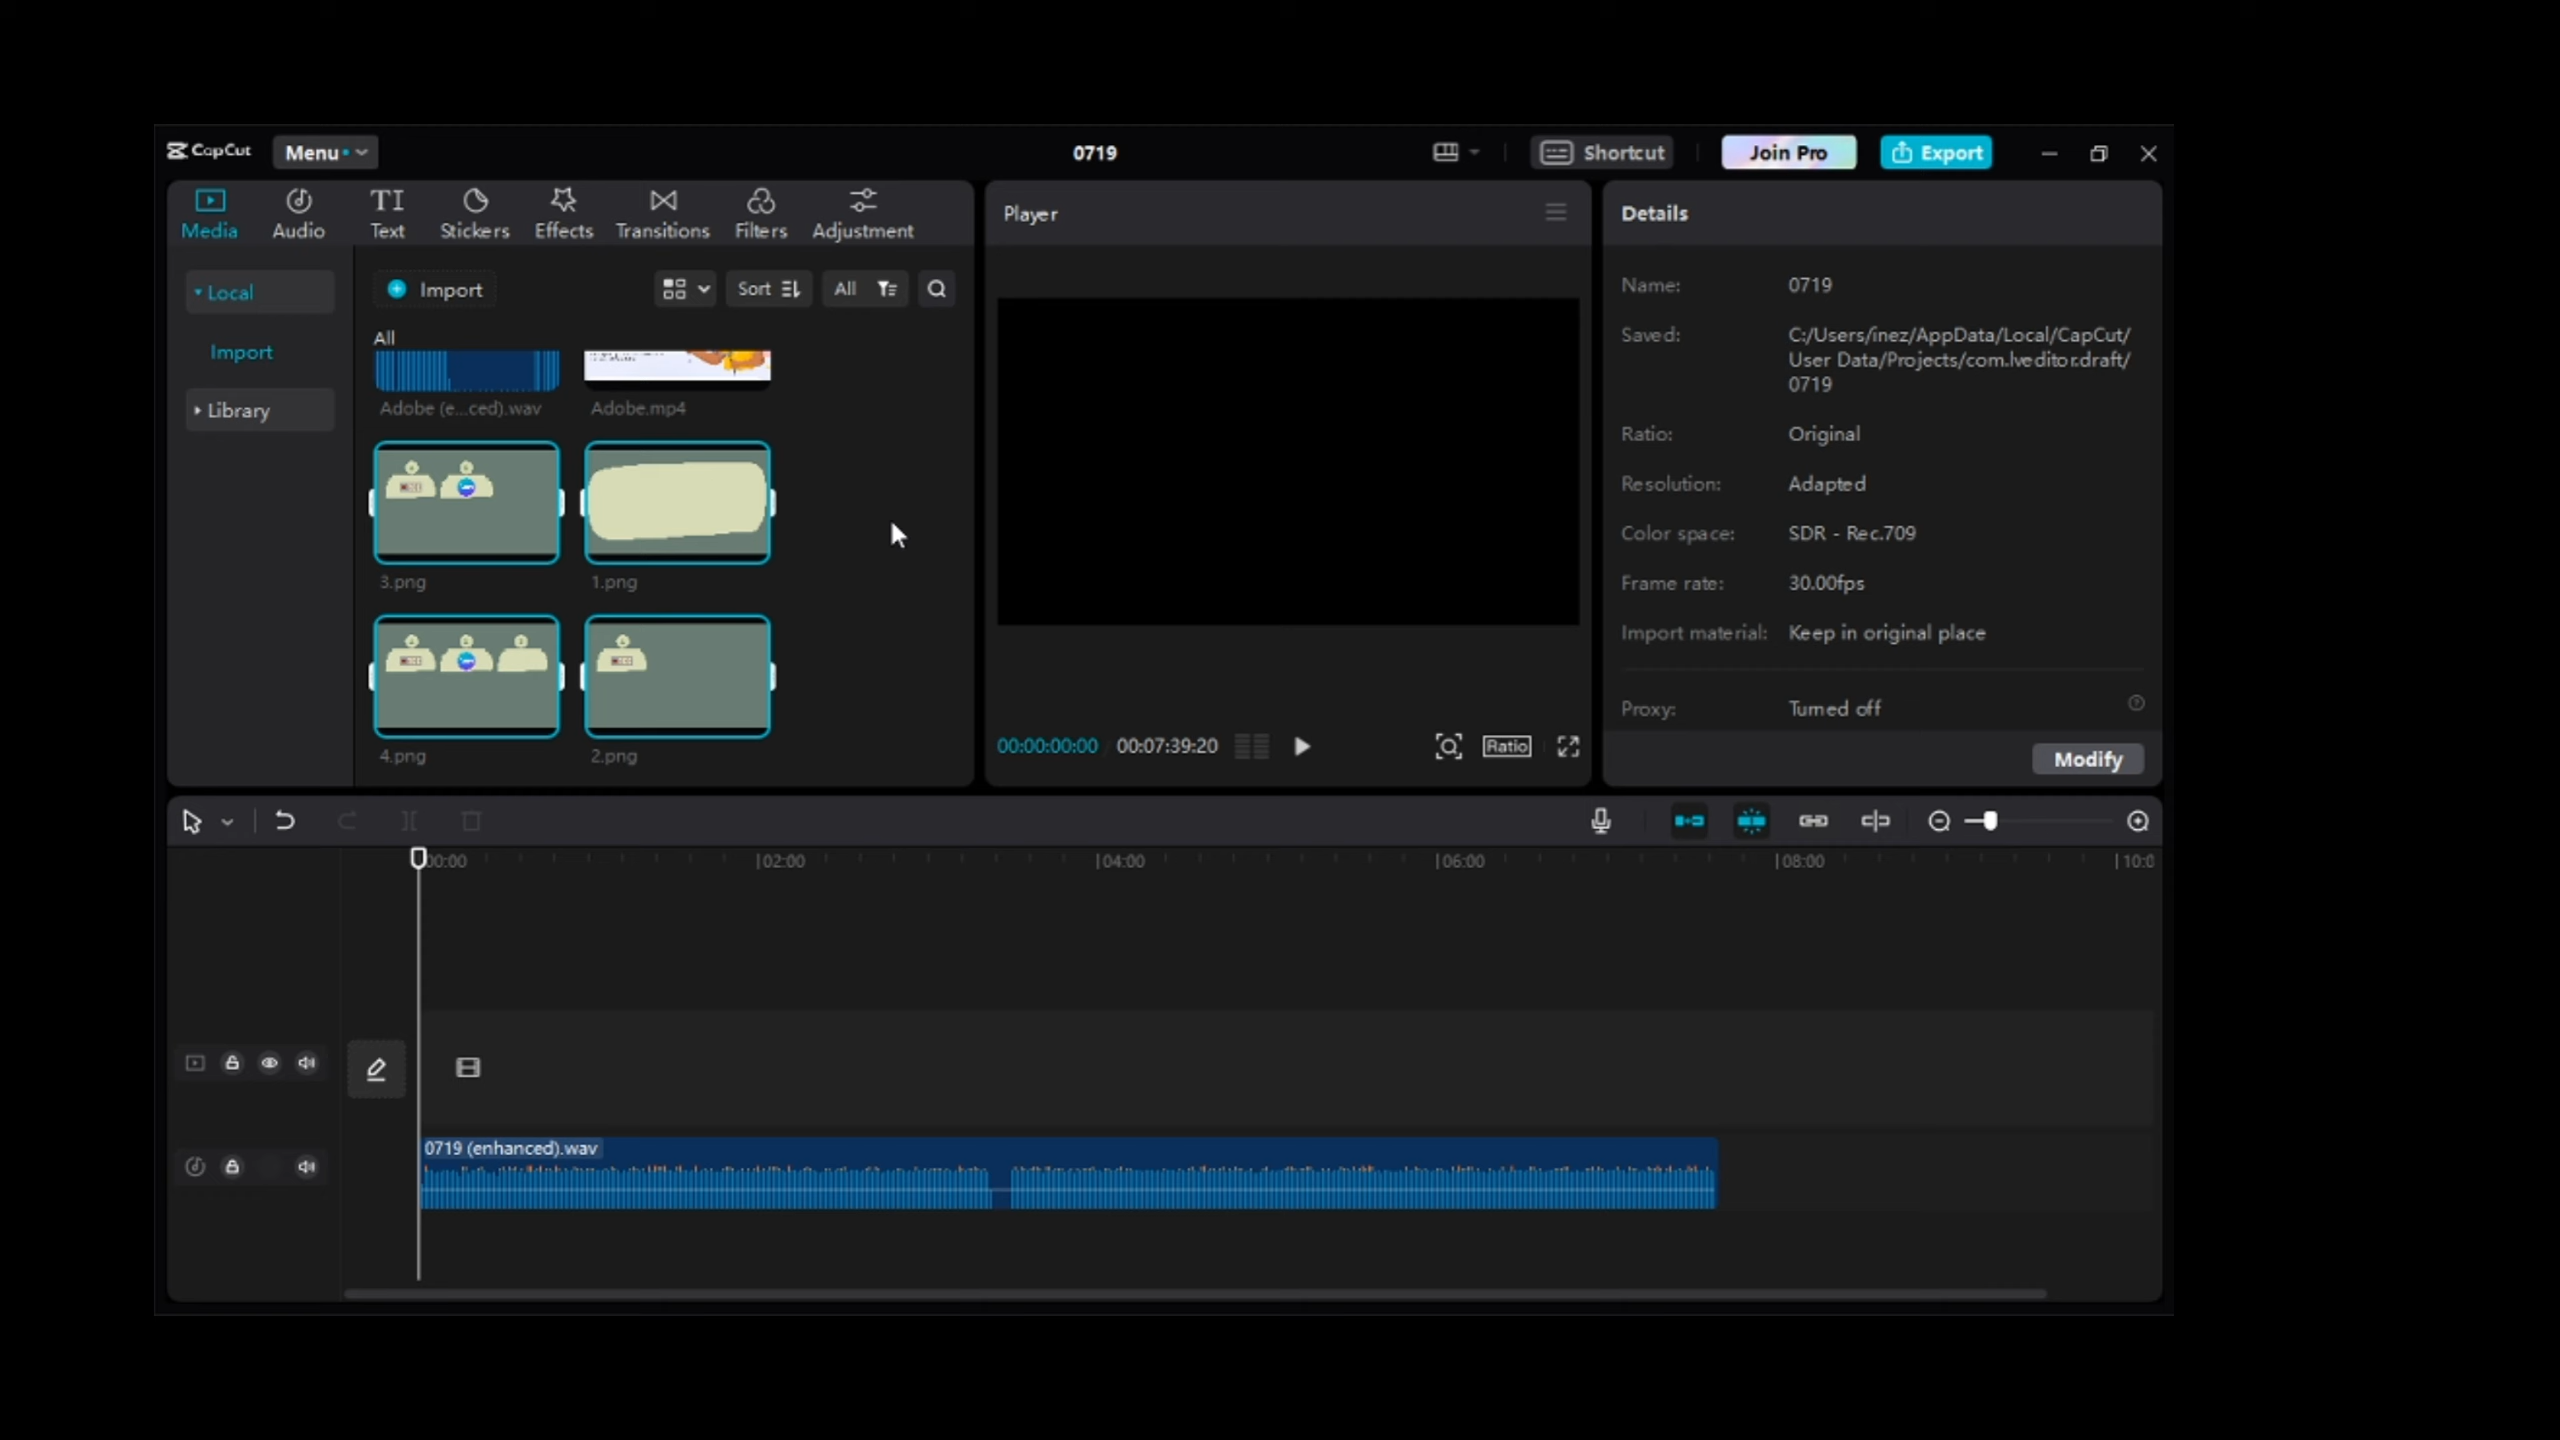 CapCut
Menu
0719
Shortcut
Join Pro
Export
Media
Audio
TI
Text
Stickers
Effects
Transitions
Filters
Adjustment
Player
Details
Local
Import
Library
Import
Sort
All
All
Adobe (e...ced).wav
Adobe.mp4
3.png
1.png
4.png
2.png
00:00:00:00
00:07:39:20
Ratio
Name:
0719
Saved:
C:/Users/inez/AppData/Local/CapCut/
User Data/Projects/com.lveditor.draft/
0719
Ratio:
Original
Resolution:
Adapted
Color space:
SDR - Rec.709
Frame rate:
30.00fps
Import material:
Keep in original place
Proxy:
Turned off
Modify
00:00
02:00
04:00
06:00
08:00
10:0
0719 (enhanced).wav